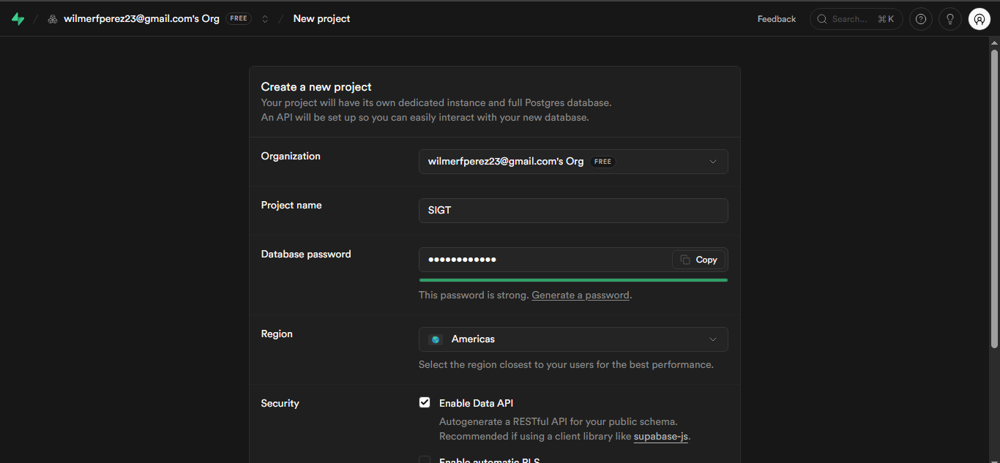 wilmerfperez23@gmail.com's Org FREE New project Feedback Search... ⌘ K
Create a new project
Your project will have its own dedicated instance and full Postgres database.
An API will be set up so you can easily interact with your new database.
Organization
wilmerfperez23@gmail.com's Org FREE
Project name
SIGT
Database password
•••••••••••• Copy
This password is strong. Generate a password.
Region
Americas
Select the region closest to your users for the best performance.
Security
Enable Data API
Autogenerate a RESTful API for your public schema.
Recommended if using a client library like supabase-js.
Enable automatic RLS